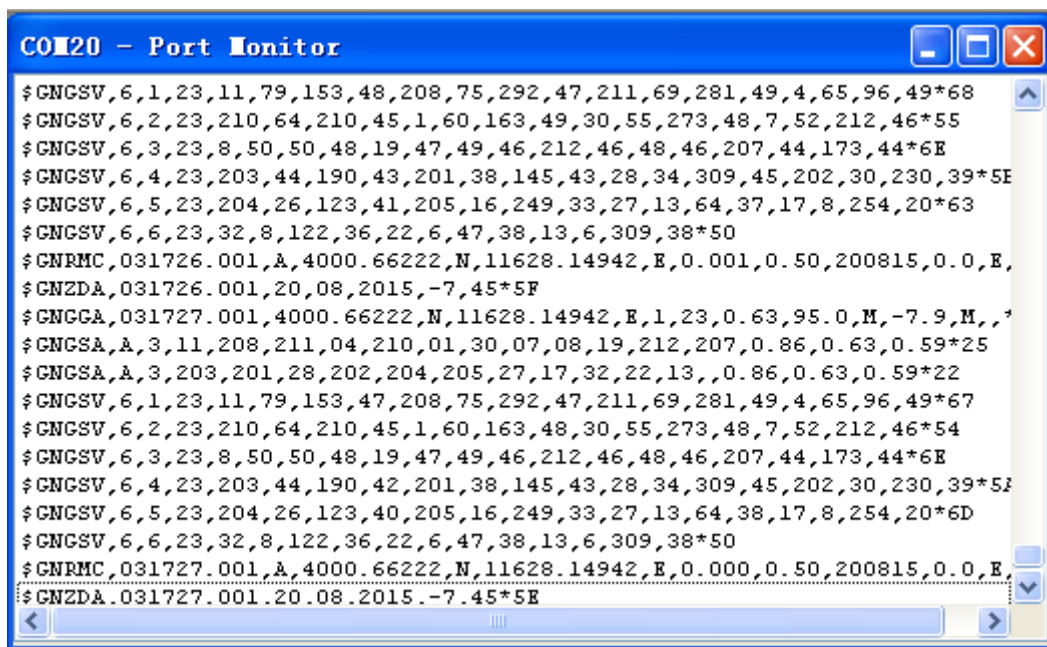 COM20 - Port Monitor
$GNGSV,6,1,23,11,79,153,48,208,75,292,47,211,69,281,49,4,65,96,49*68
$GNGSV,6,2,23,210,64,210,45,1,60,163,49,30,55,273,48,7,52,212,46*55
$GNGSV,6,3,23,8,50,50,48,19,47,49,46,212,46,48,46,207,44,173,44*6E
$GNGSV,6,4,23,203,44,190,43,201,38,145,43,28,34,309,45,202,30,230,39*5B
$GNGSV,6,5,23,204,26,123,41,205,16,249,33,27,13,64,37,17,8,254,20*63
$GNGSV,6,6,23,32,8,122,36,22,6,47,38,13,6,309,38*50
$GNRMC,031726.001,A,4000.66222,N,11628.14942,E,0.001,0.50,200815,0.0,E,
$GNZDA,031726.001,20,08,2015,-7,45*5F
$GNGGA,031727.001,4000.66222,N,11628.14942,E,1,23,0.63,95.0,M,-7.9,M,,*
$GNGSA,A,3,11,208,211,04,210,01,30,07,08,19,212,207,0.86,0.63,0.59*25
$GNGSA,A,3,203,201,28,202,204,205,27,17,32,22,13,,0.86,0.63,0.59*22
$GNGSV,6,1,23,11,79,153,47,208,75,292,47,211,69,281,49,4,65,96,49*67
$GNGSV,6,2,23,210,64,210,45,1,60,163,48,30,55,273,48,7,52,212,46*54
$GNGSV,6,3,23,8,50,50,48,19,47,49,46,212,46,48,46,207,44,173,44*6E
$GNGSV,6,4,23,203,44,190,42,201,38,145,43,28,34,309,45,202,30,230,39*5A
$GNGSV,6,5,23,204,26,123,40,205,16,249,33,27,13,64,38,17,8,254,20*6D
$GNGSV,6,6,23,32,8,122,36,22,6,47,38,13,6,309,38*50
$GNRMC,031727.001,A,4000.66222,N,11628.14942,E,0.000,0.50,200815,0.0,E,
$GNZDA,031727.001,20,08,2015,-7,45*5E